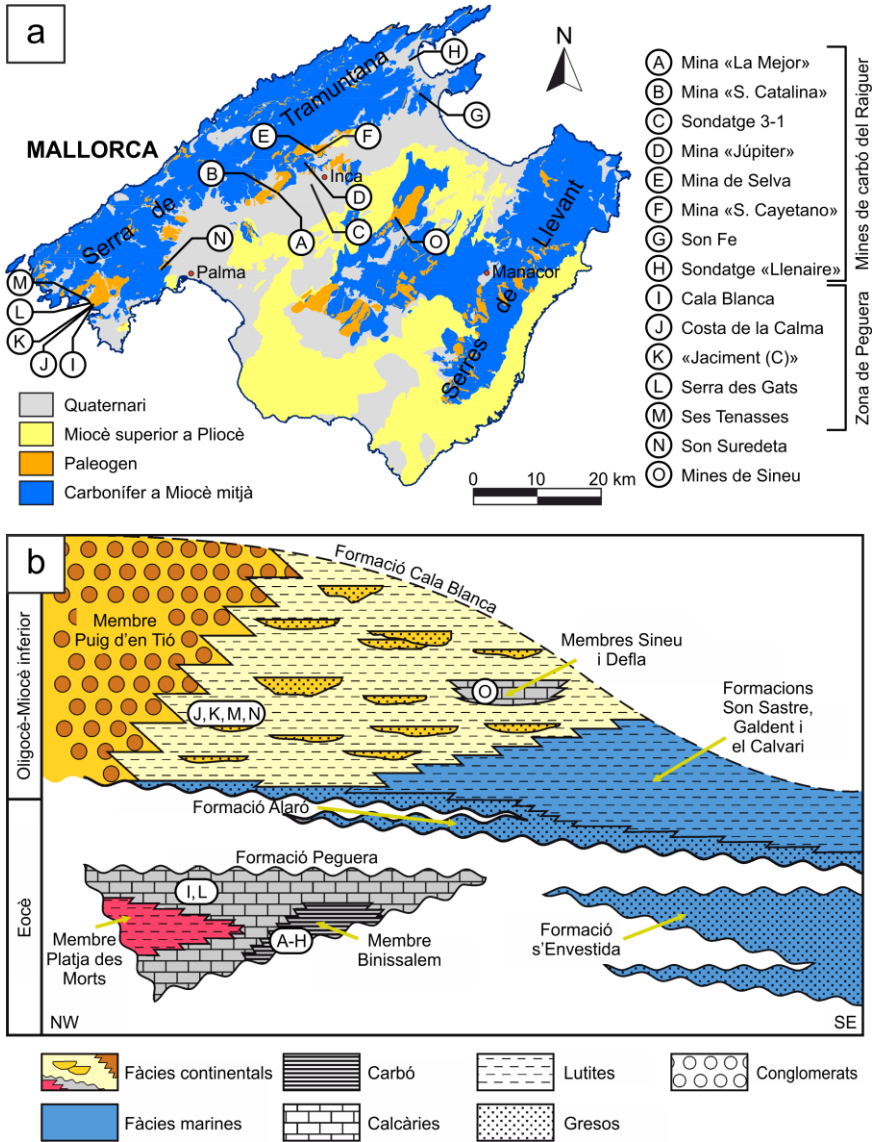 a
MALLORCA
Serra de Tramuntana
Serres de Llevant
Inca
Palma
Manacor
N
H
G
E
F
B
D
A
C
O
N
M
L
K
J
I
Quaternari
Miocè superior a Pliocè
Paleogen
Carbonífer a Miocè mitjà
0 10 20 km
A Mina «La Mejor»
B Mina «S. Catalina»
C Sondatge 3-1
D Mina «Júpiter»
E Mina de Selva
F Mina «S. Cayetano»
G Son Fe
H Sondatge «Llenaire»
I Cala Blanca
J Costa de la Calma
K «Jaciment (C)»
L Serra des Gats
M Ses Tenasses
N Son Suredeta
O Mines de Sineu
Mines de carbó del Raiguer
Zona de Peguera
b
Oligocè-Miocè inferior
Eocè
Formació Cala Blanca
Membre
Puig d'en Tió
Membres Sineu
i Defla
O
J, K, M, N
Formacions
Son Sastre,
Galdent i
el Calvari
Formació Alaró
Formació Peguera
I, L
A-H
Membre
Platja des
Morts
Membre
Binissalem
Formació
s'Envestida
NW
SE
Fàcies continentals
Carbó
Lutites
Conglomerats
Fàcies marines
Calcàries
Gresos